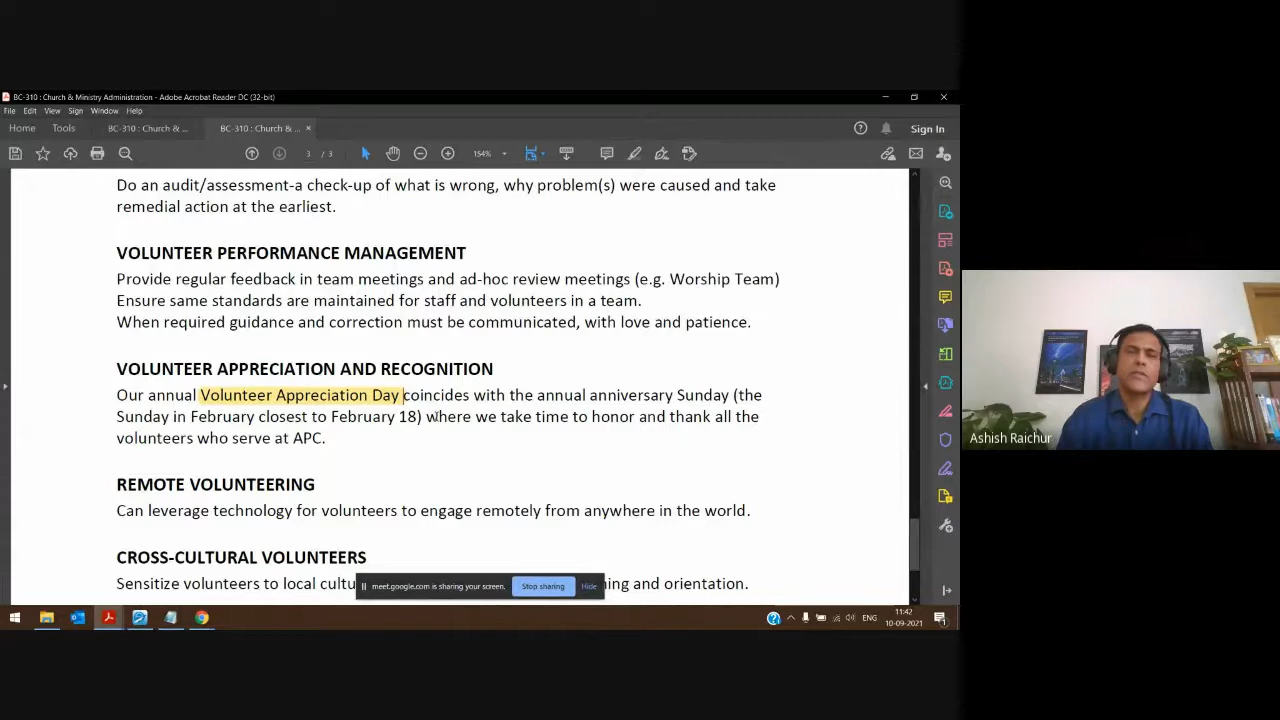 BC-310 : Church & Ministry Administration - Adobe Acrobat Reader DC (32-bit)
File Edit View Sign Window Help
Home Tools BC-310 : Church & ... BC-310 : Church & ... × Sign In
3 / 3 154%
Do an audit/assessment-a check-up of what is wrong, why problem(s) were caused and take
remedial action at the earliest.
VOLUNTEER PERFORMANCE MANAGEMENT
Provide regular feedback in team meetings and ad-hoc review meetings (e.g. Worship Team)
Ensure same standards are maintained for staff and volunteers in a team.
When required guidance and correction must be communicated, with love and patience.
VOLUNTEER APPRECIATION AND RECOGNITION
Our annual Volunteer Appreciation Day coincides with the annual anniversary Sunday (the
Sunday in February closest to February 18) where we take time to honor and thank all the
volunteers who serve at APC.
Ashish Raichur
REMOTE VOLUNTEERING
Can leverage technology for volunteers to engage remotely from anywhere in the world.
CROSS-CULTURAL VOLUNTEERS
Sensitize volunteers to local cultu ning and orientation.
meet.google.com is sharing your screen. Stop sharing Hide
ENG 11:42
10-09-2021